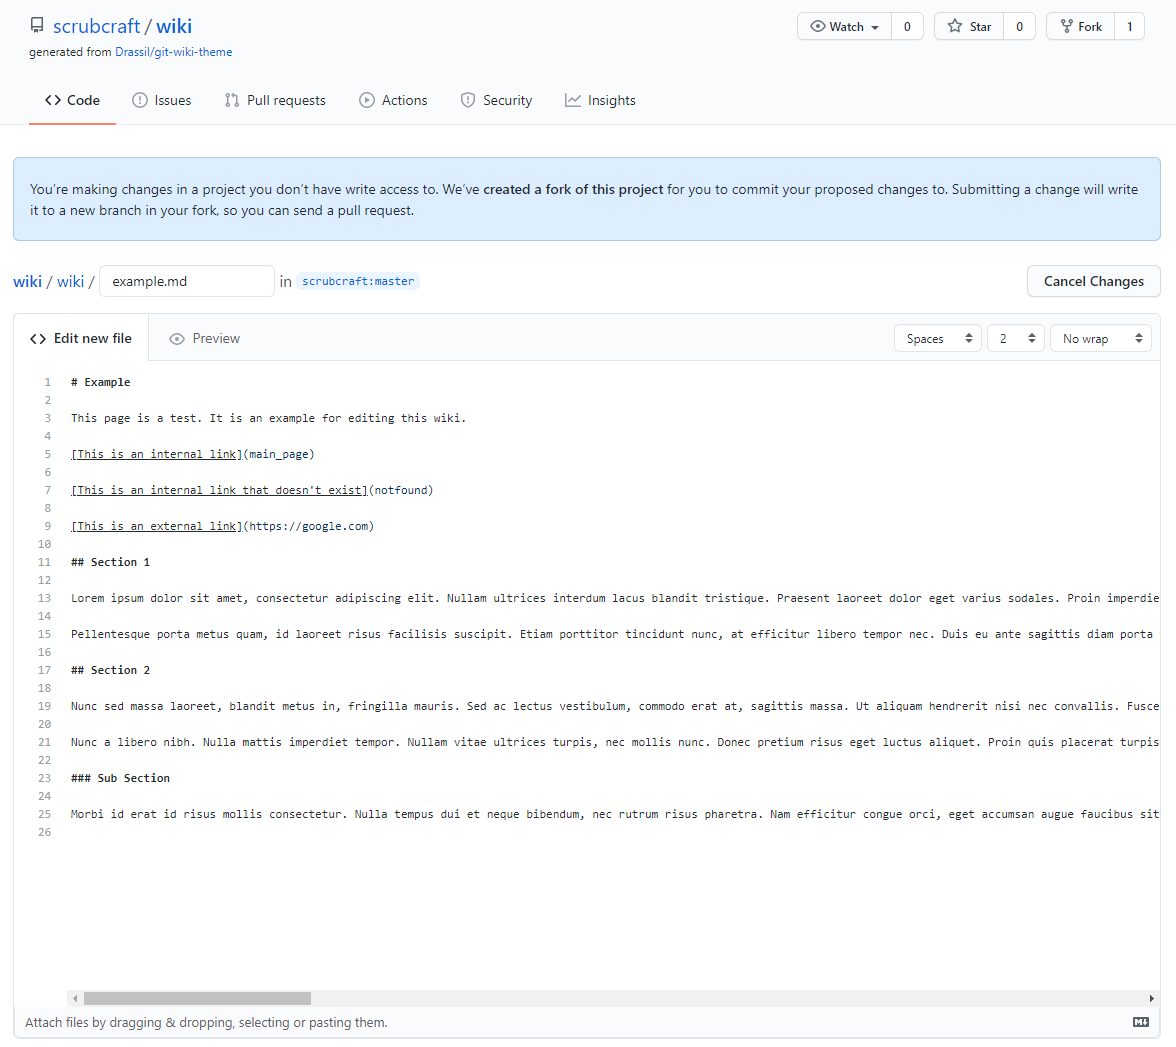 scrubcraft / wiki
Watch 0 Star 0 Fork 1
generated from Drassil/git-wiki-theme
Code Issues Pull requests Actions Security Insights
You're making changes in a project you don't have write access to. We've created a fork of this project for you to commit your proposed changes to. Submitting a change will write
it to a new branch in your fork, so you can send a pull request.
wiki / wiki / example.md in scrubcraft:master Cancel Changes
<> Edit new file Preview Spaces 2 No wrap
1 # Example
2
3 This page is a test. It is an example for editing this wiki.
4
5 [This is an internal link](main_page)
6
7 [This is an internal link that doesn't exist](notfound)
8
9 [This is an external link](https://google.com)
10
11 ## Section 1
12
13 Lorem ipsum dolor sit amet, consectetur adipiscing elit. Nullam ultrices interdum lacus blandit tristique. Praesent laoreet dolor eget varius sodales. Proin imperdie
14
15 Pellentesque porta metus quam, id laoreet risus facilisis suscipit. Etiam porttitor tincidunt nunc, at efficitur libero tempor nec. Duis eu ante sagittis diam porta
16
17 ## Section 2
18
19 Nunc sed massa laoreet, blandit metus in, fringilla mauris. Sed ac lectus vestibulum, commodo erat at, sagittis massa. Ut aliquam hendrerit nisi nec convallis. Fusce
20
21 Nunc a libero nibh. Nulla mattis imperdiet tempor. Nullam vitae ultrices turpis, nec mollis nunc. Donec pretium risus eget luctus aliquet. Proin quis placerat turpis
22
23 ### Sub Section
24
25 Morbi id erat id risus mollis consectetur. Nulla tempus dui et neque bibendum, nec rutrum risus pharetra. Nam efficitur congue orci, eget accumsan augue faucibus sit
26
Attach files by dragging & dropping, selecting or pasting them.